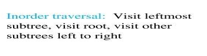 Inorder traversal: Visit leftmost
subtree, visit root, visit other
subtrees left to right